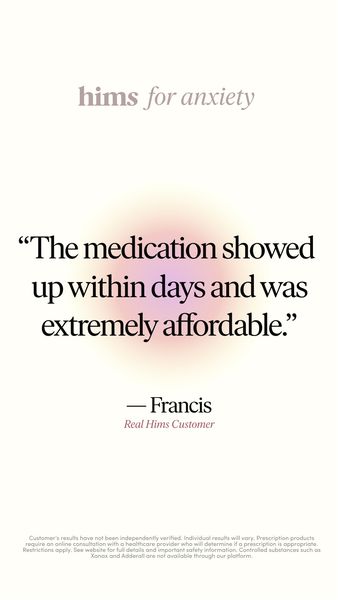 hims for anxiety
“The medication showed
up within days and was
extremely affordable.”
— Francis
Real Hims Customer
Customer's results have not been independently verified. Individual results will vary. Prescription products
require an online consultation with a healthcare provider who will determine if a prescription is appropriate.
Restrictions apply. See website for full details and important safety information. Controlled substances such as
Xanax and Adderall are not available through our platform